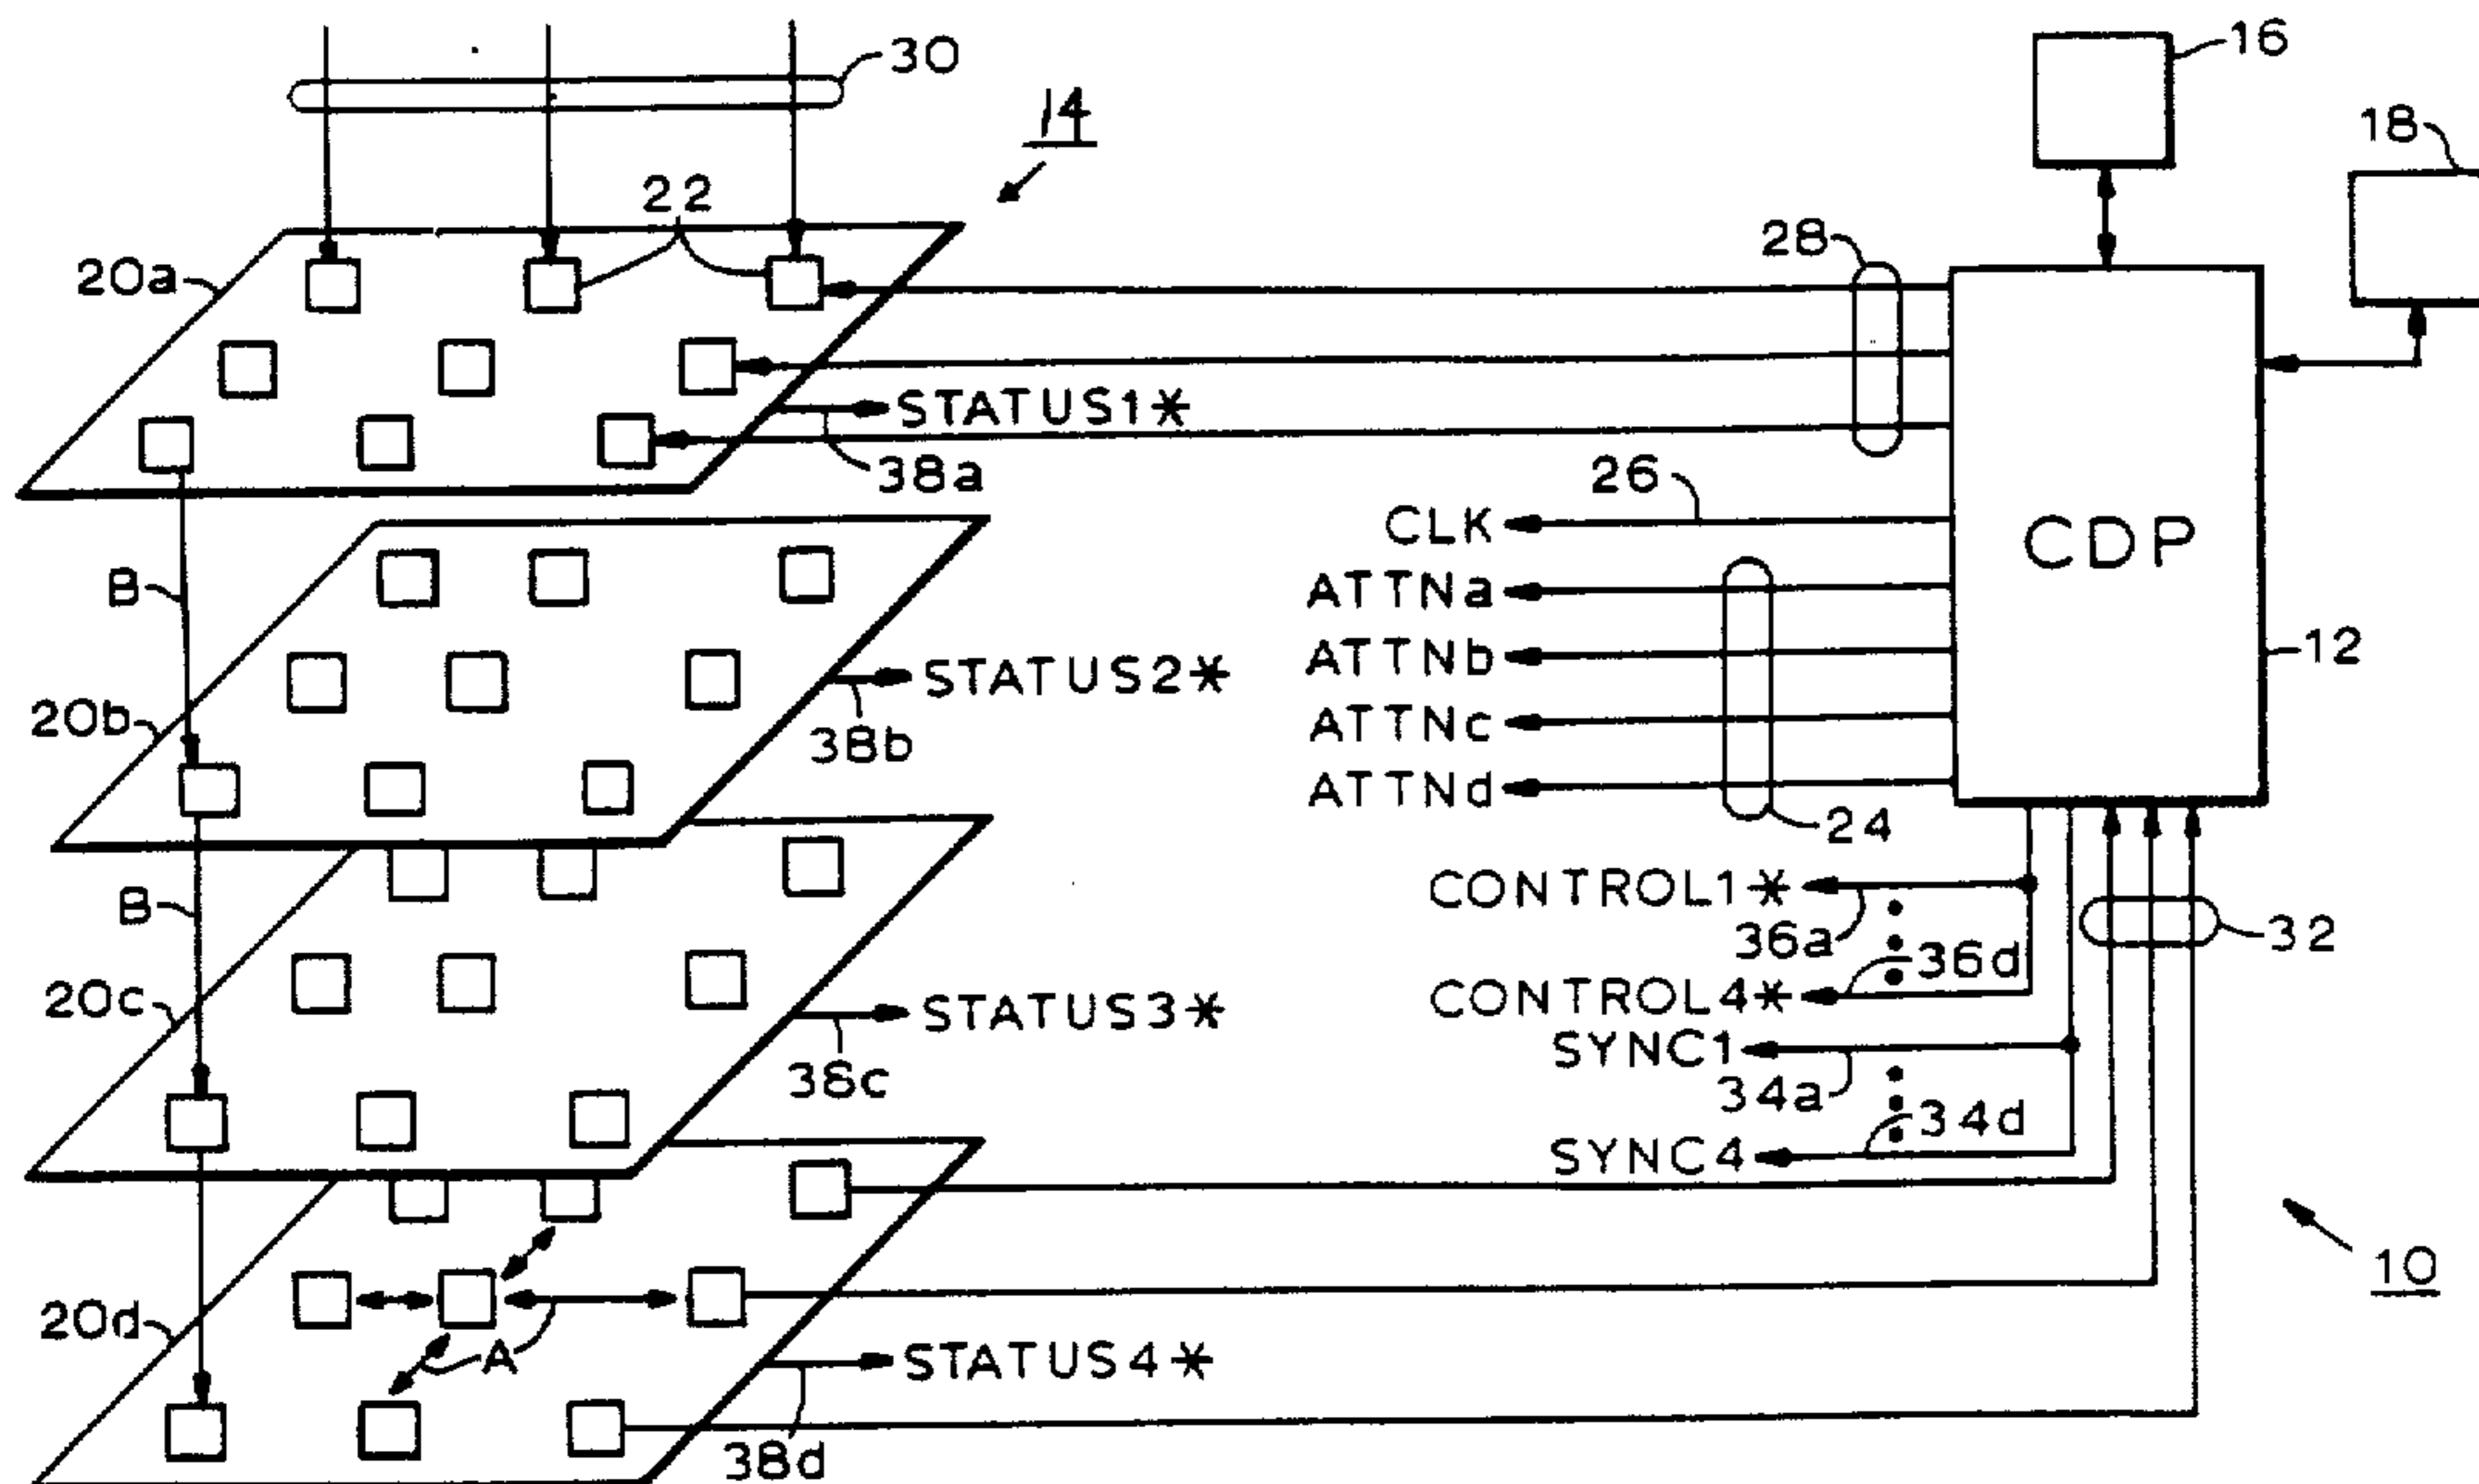 30
14
16
18
22
28
20a
STATUS1*
38a
26
CLK
CDP
ATTNa
B
ATTNb
12
STATUS2*
20b
38b
ATTNc
ATTNd
24
CONTROL1*
B
36a
32
36d
20c
CONTROL4*
STATUS3*
SYNC1
38c
34a
34d
SYNC4
10
20d
A
STATUS4*
38d